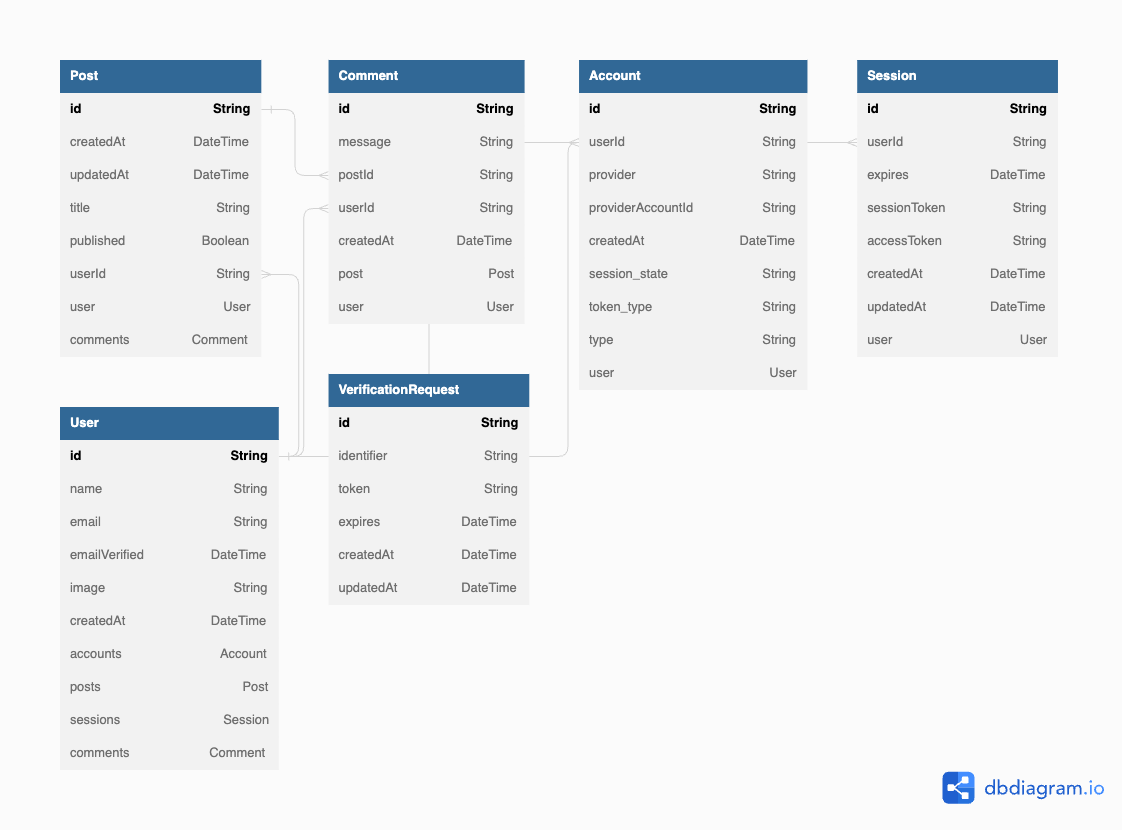 Post
id String
createdAt DateTime
updatedAt DateTime
title String
published Boolean
userId String
user User
comments Comment
Comment
id String
message String
postId String
userId String
createdAt DateTime
post Post
user User
Account
id String
userId String
provider String
providerAccountId String
createdAt DateTime
session_state String
token_type String
type String
user User
Session
id String
userId String
expires DateTime
sessionToken String
accessToken String
createdAt DateTime
updatedAt DateTime
user User
User
id String
name String
email String
emailVerified DateTime
image String
createdAt DateTime
accounts Account
posts Post
sessions Session
comments Comment
VerificationRequest
id String
identifier String
token String
expires DateTime
createdAt DateTime
updatedAt DateTime
dbdiagram.io